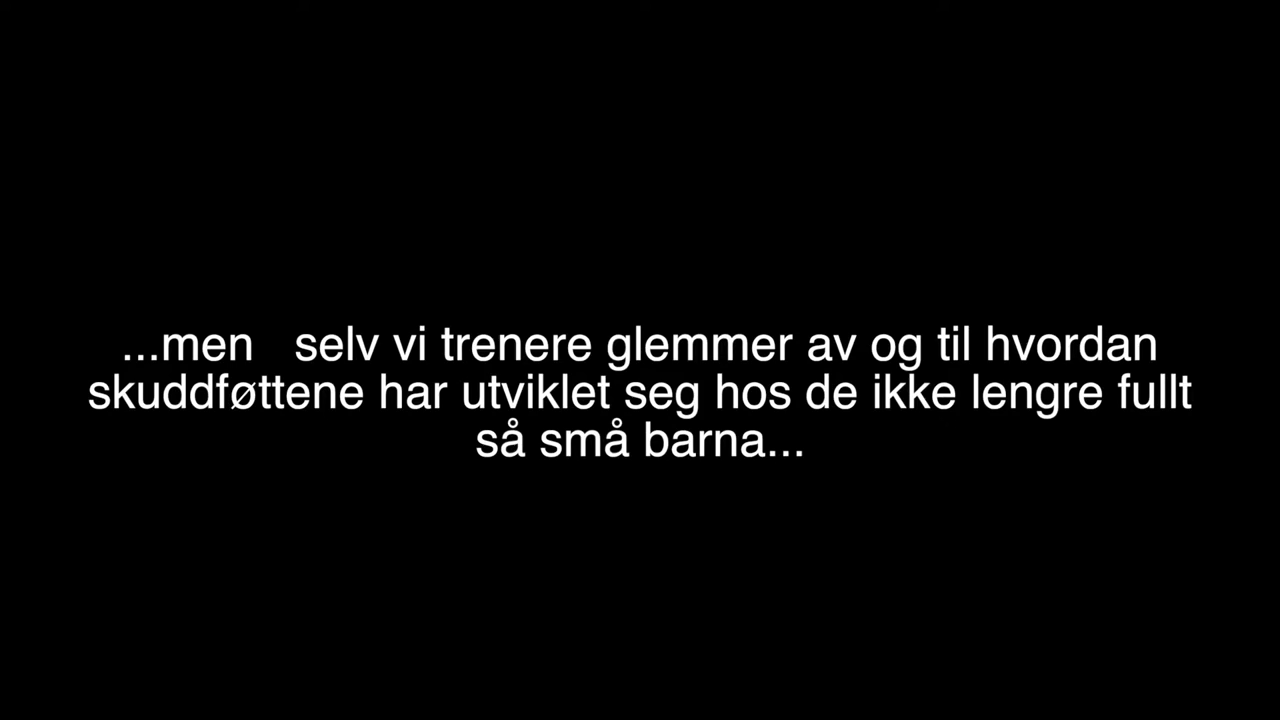 ...men   selv vi trenere glemmer av og til hvordan
skuddføttene har utviklet seg hos de ikke lengre fullt
så små barna...